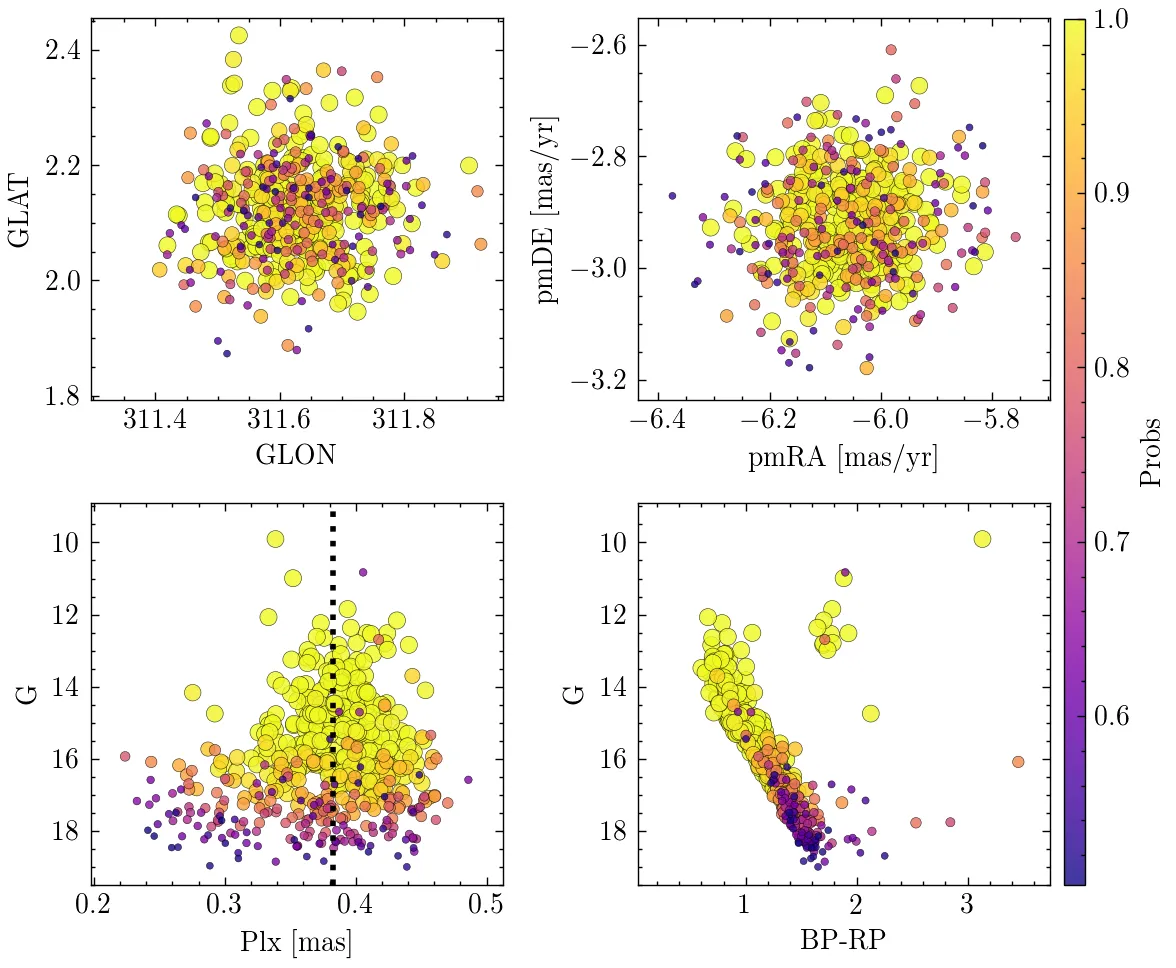 2.4
2.2
2.0
1.8
GLAT
311.4 311.6 311.8
GLON
−2.6
−2.8
−3.0
−3.2
pmDE [mas/yr]
−6.4 −6.2 −6.0 −5.8
pmRA [mas/yr]
10
12
14
16
18
G
0.2 0.3 0.4 0.5
Plx [mas]
10
12
14
16
18
G
1 2 3
BP-RP
1.0
0.9
0.8
0.7
0.6
Probs